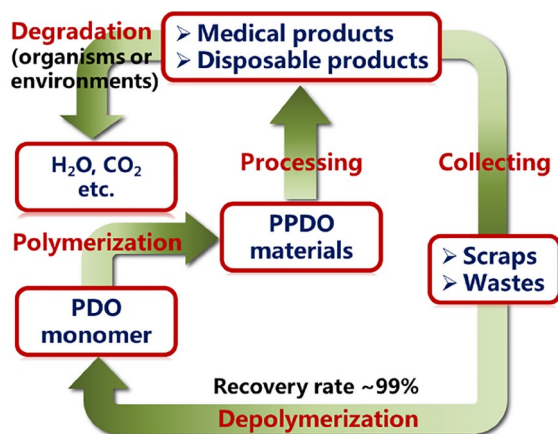 Degradation
(organisms or
environments)
➢ Medical products
➢ Disposable products
H₂O, CO₂
etc.
Processing
Collecting
Polymerization
PPDO
materials
➢ Scraps
➢ Wastes
PDO
monomer
Recovery rate ~99%
Depolymerization